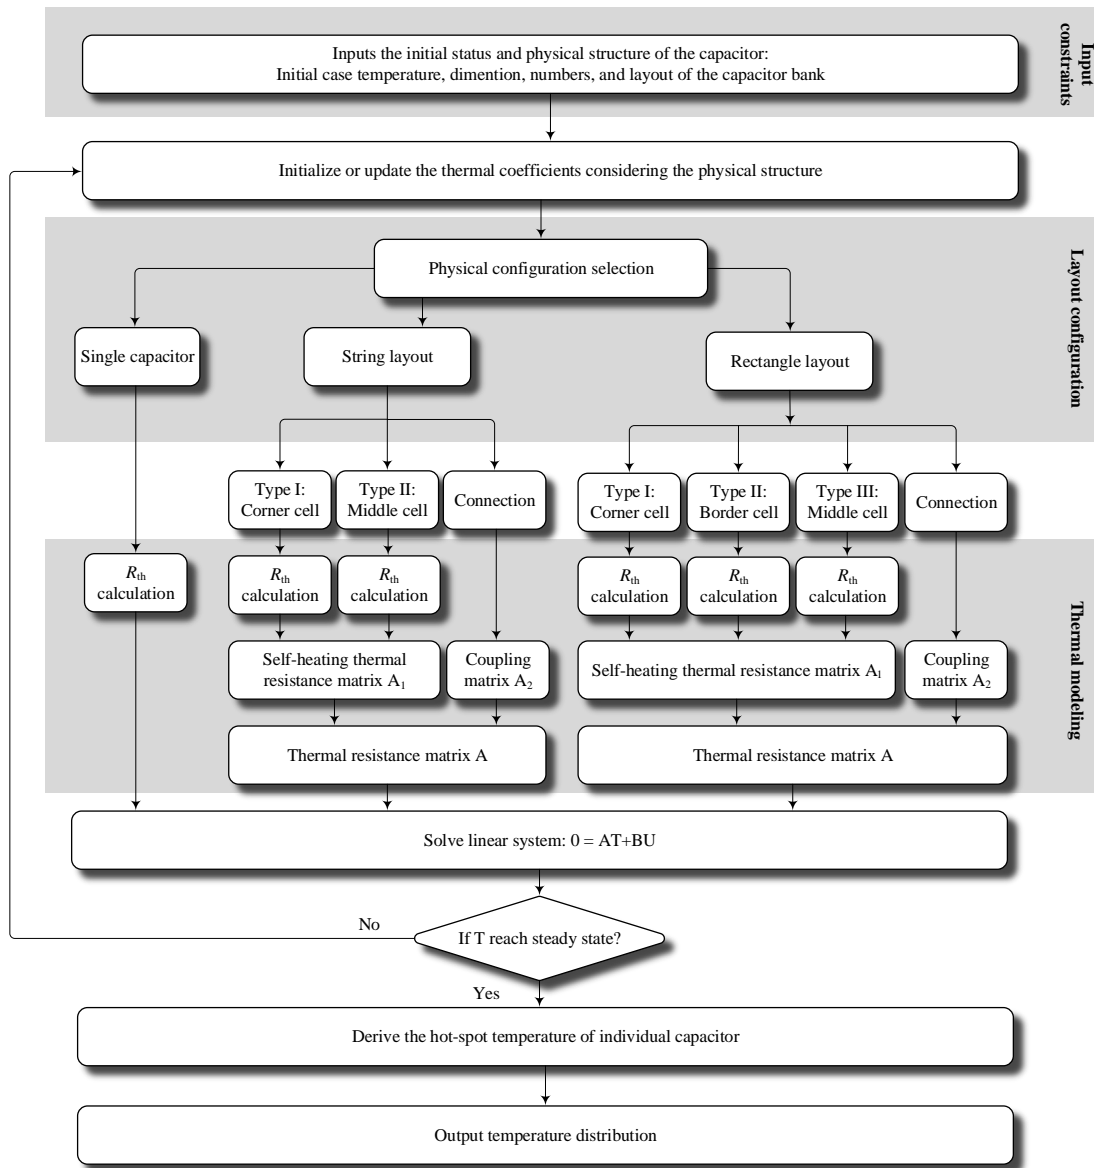 Inputs the initial status and physical structure of the capacitor:
Initial case temperature, dimention, numbers, and layout of the capacitor bank
Input
constraints
Initialize or update the thermal coefficients considering the physical structure
Physical configuration selection
Layout configuration
Single capacitor
String layout
Rectangle layout
Type I:
Corner cell
Type II:
Middle cell
Connection
Type I:
Corner cell
Type II:
Border cell
Type III:
Middle cell
Connection
Rth
calculation
Rth
calculation
Rth
calculation
Rth
calculation
Rth
calculation
Rth
calculation
Thermal modeling
Self-heating thermal
resistance matrix A1
Coupling
matrix A2
Self-heating thermal resistance matrix A1
Coupling
matrix A2
Thermal resistance matrix A
Thermal resistance matrix A
Solve linear system: 0 = AT+BU
No
If T reach steady state?
Yes
Derive the hot-spot temperature of individual capacitor
Output temperature distribution